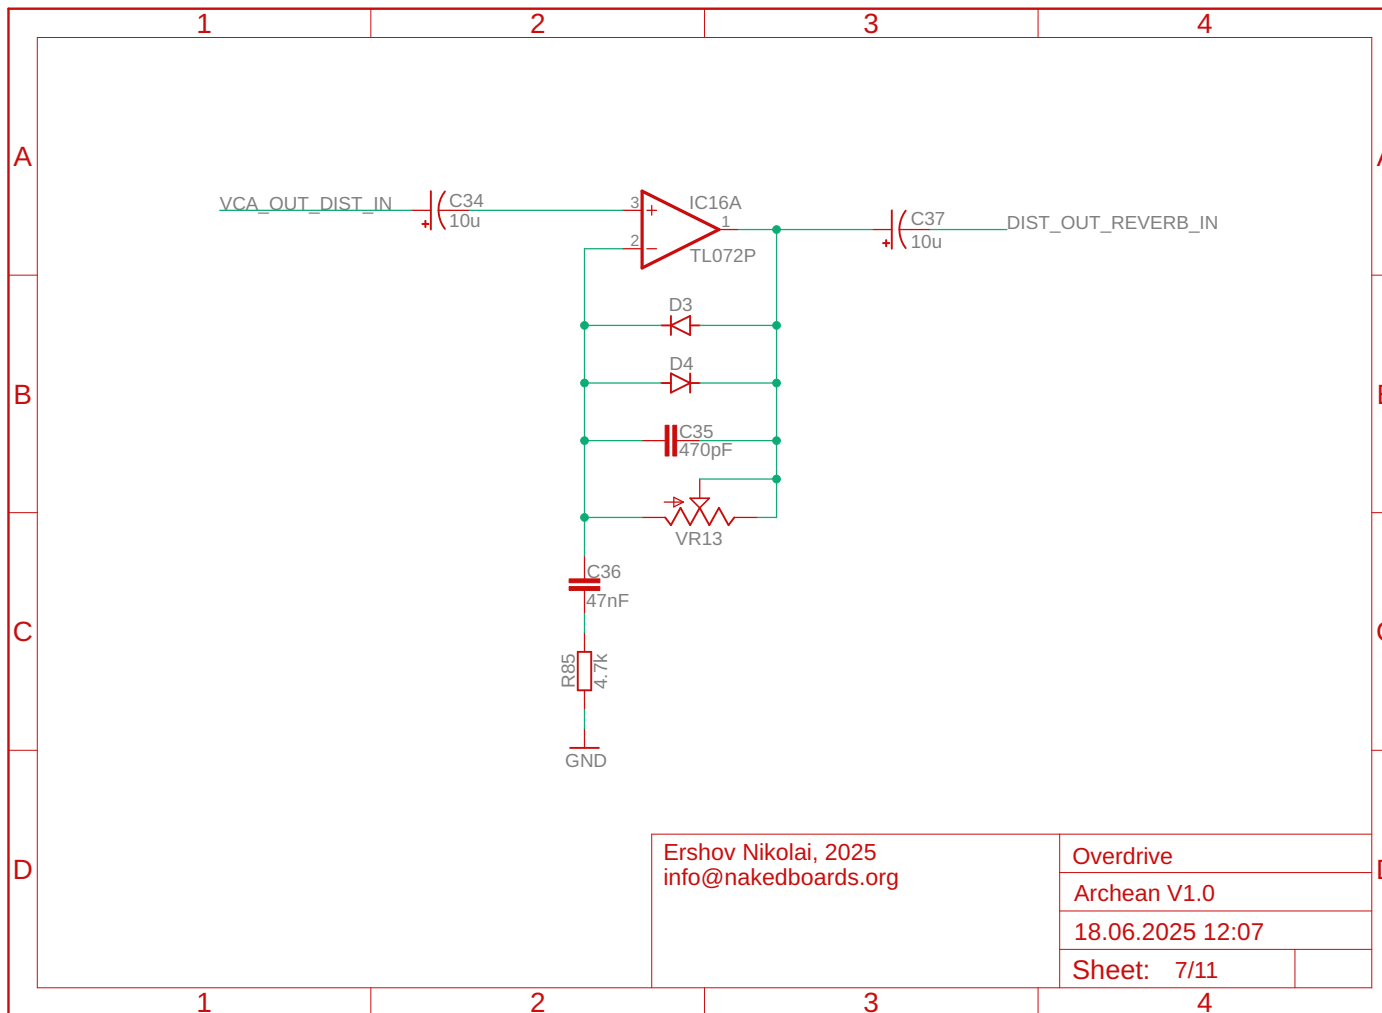 1 2 3 4
A A
VCA_OUT_DIST_IN
C34
10u
+
3
+
2
−
IC16A
1
TL072P
C37
10u
+
DIST_OUT_REVERB_IN
D3
B B
D4
C35
470pF
VR13
C36
47nF
C C
R85
4.7k
GND
D D
Ershov Nikolai, 2025
info@nakedboards.org
Overdrive
Archean V1.0
18.06.2025 12:07
Sheet: 7/11
1 2 3 4